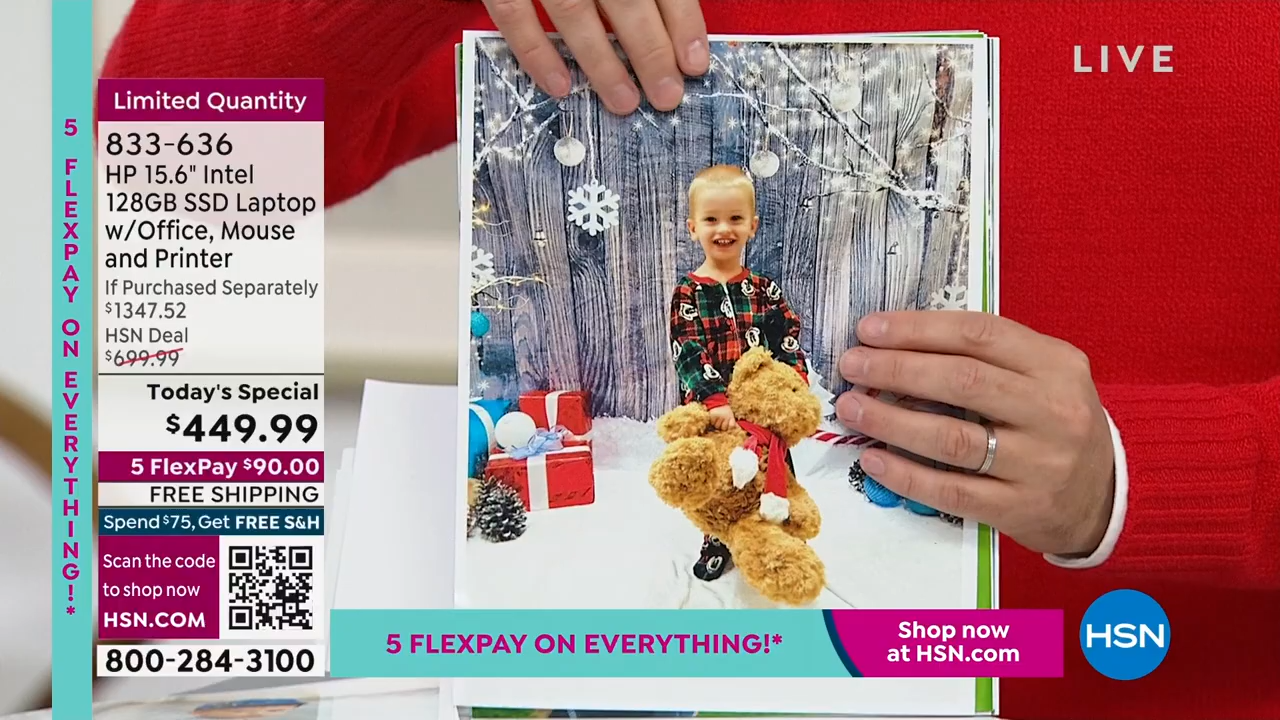 5 FLEXPAY ON EVERYTHING!*
Limited Quantity
833-636
HP 15.6" Intel
128GB SSD Laptop
w/Office, Mouse
and Printer
If Purchased Separately
$1347.52
HSN Deal
$699.99
Today's Special
$449.99
5 FlexPay $90.00
FREE SHIPPING
Spend $75, Get FREE S&H
Scan the code
to shop now
HSN.COM
800-284-3100
LIVE
5 FLEXPAY ON EVERYTHING!*
Shop now
at HSN.com
HSN